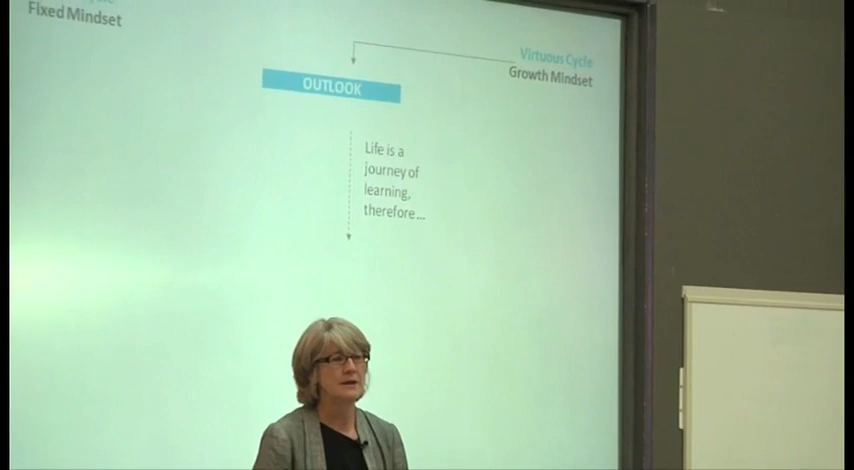 Fixed Mindset
Virtuous Cycle
Growth Mindset
OUTLOOK
Life is a
journey of
learning,
therefore...